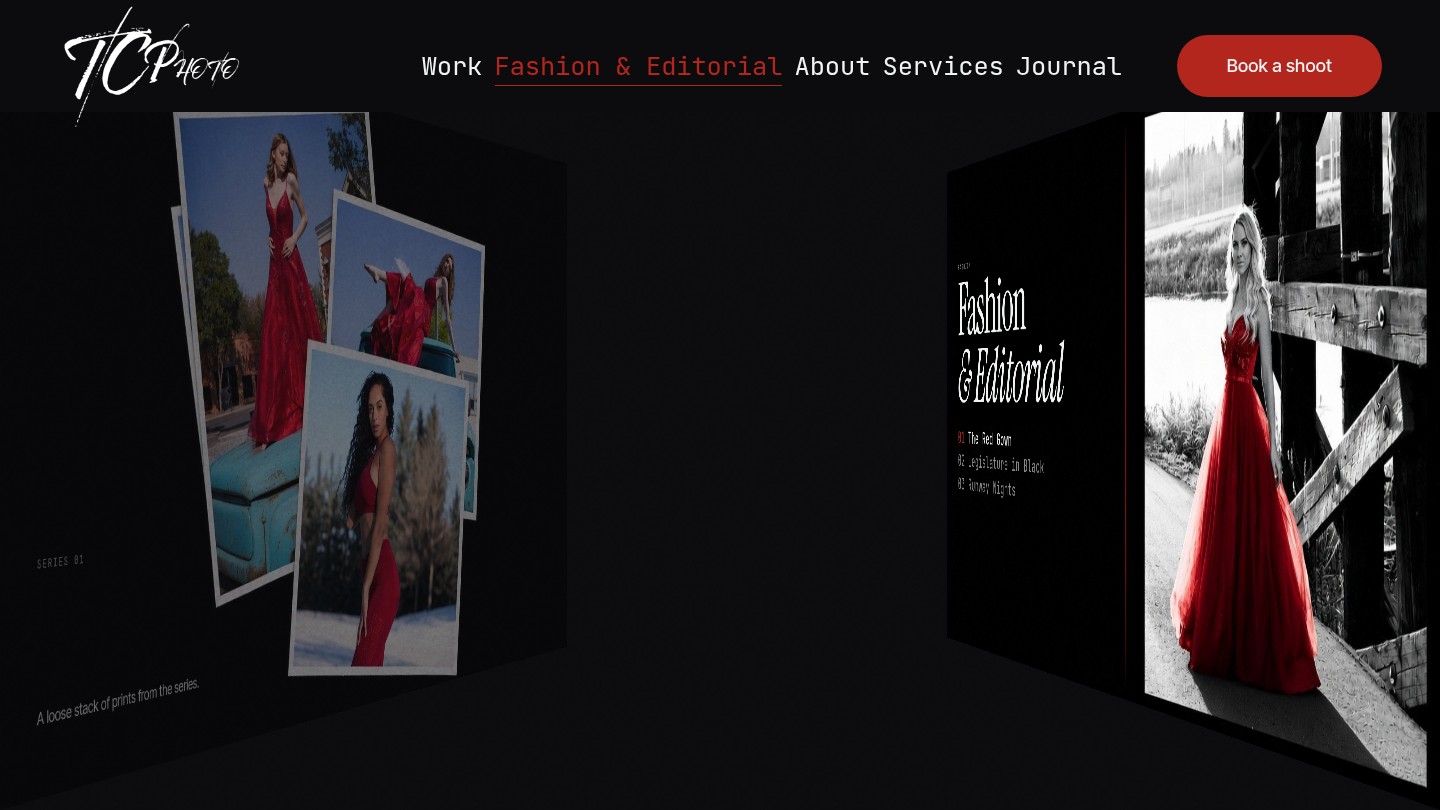 TCPHOTO
Work Fashion & Editorial About Services Journal
Book a shoot
SERIES 01
A loose stack of prints from the series.
Fashion
& Editorial
01 The Red Gown
02 Legislature in Black
03 Runway Nights